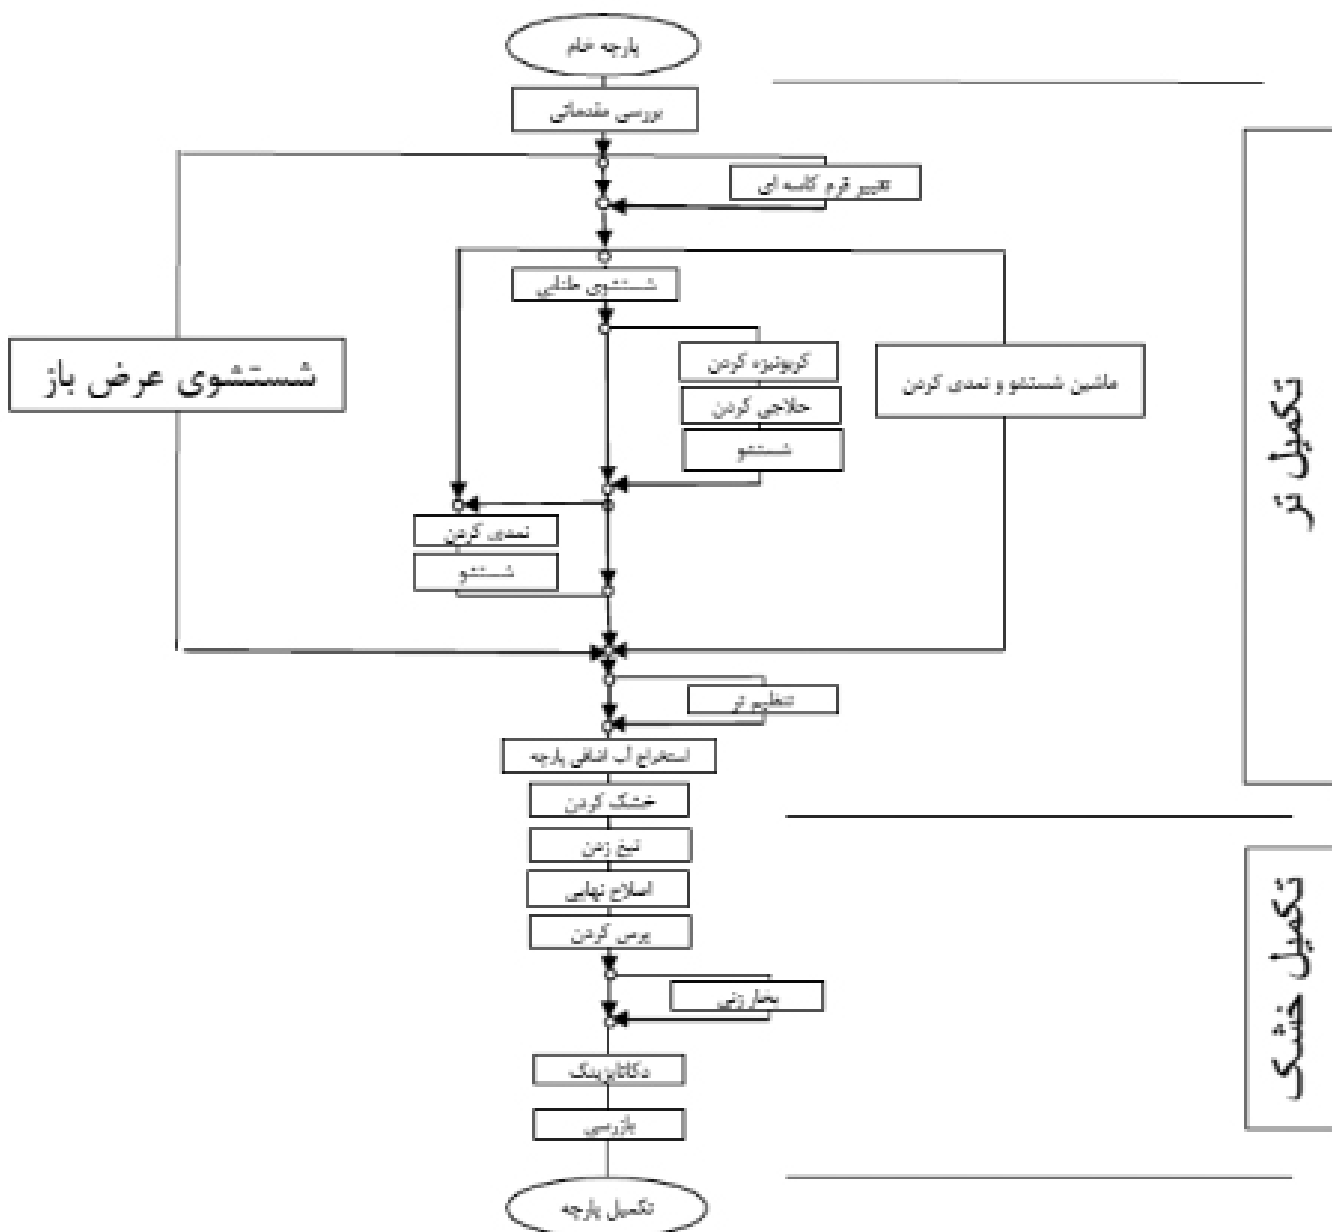 پارچه خام
بررسی مقدماتی
تغییر فرم کاسه ای
شستشوی طنابی
کربونیزه کردن
حلاجی کردن
شستشو
شستشوی عرض باز
ماشین شستشو و نمدی کردن
نمدی کردن
شستشو
تنظیم تر
استخراج آب اضافی پارچه
خشک کردن
تیغ زدن
اصلاح نهایی
پرس کردن
بخار زنی
دکاتایزینگ
بازرسی
تکمیل پارچه
تکمیل تر
تکمیل خشک